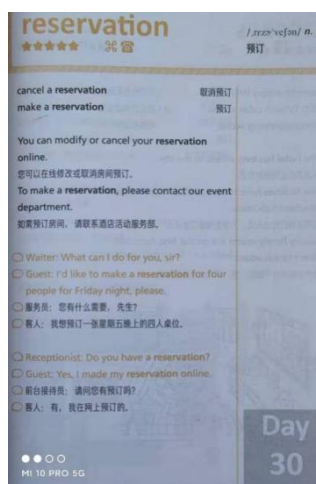 reservation
/ˌrezəˈveʃən/ n.
预订
cancel a reservation 取消预订
make a reservation 预订
You can modify or cancel your reservation
online.
您可以在线修改或取消房间预订。
To make a reservation, please contact our event
department.
如需预订房间，请联系酒店活动服务部。
Waiter: What can I do for you, sir?
Guest: I'd like to make a reservation for four
people for Friday night, please.
服务员：您有什么需要，先生？
客人：我想预订一张星期五晚上的四人桌位。
Receptionist: Do you have a reservation?
Guest: Yes, I made my reservation online.
前台接待员：请问您有预订吗？
客人：有，我在网上预订的。
Day
30
MI 10 PRO 5G